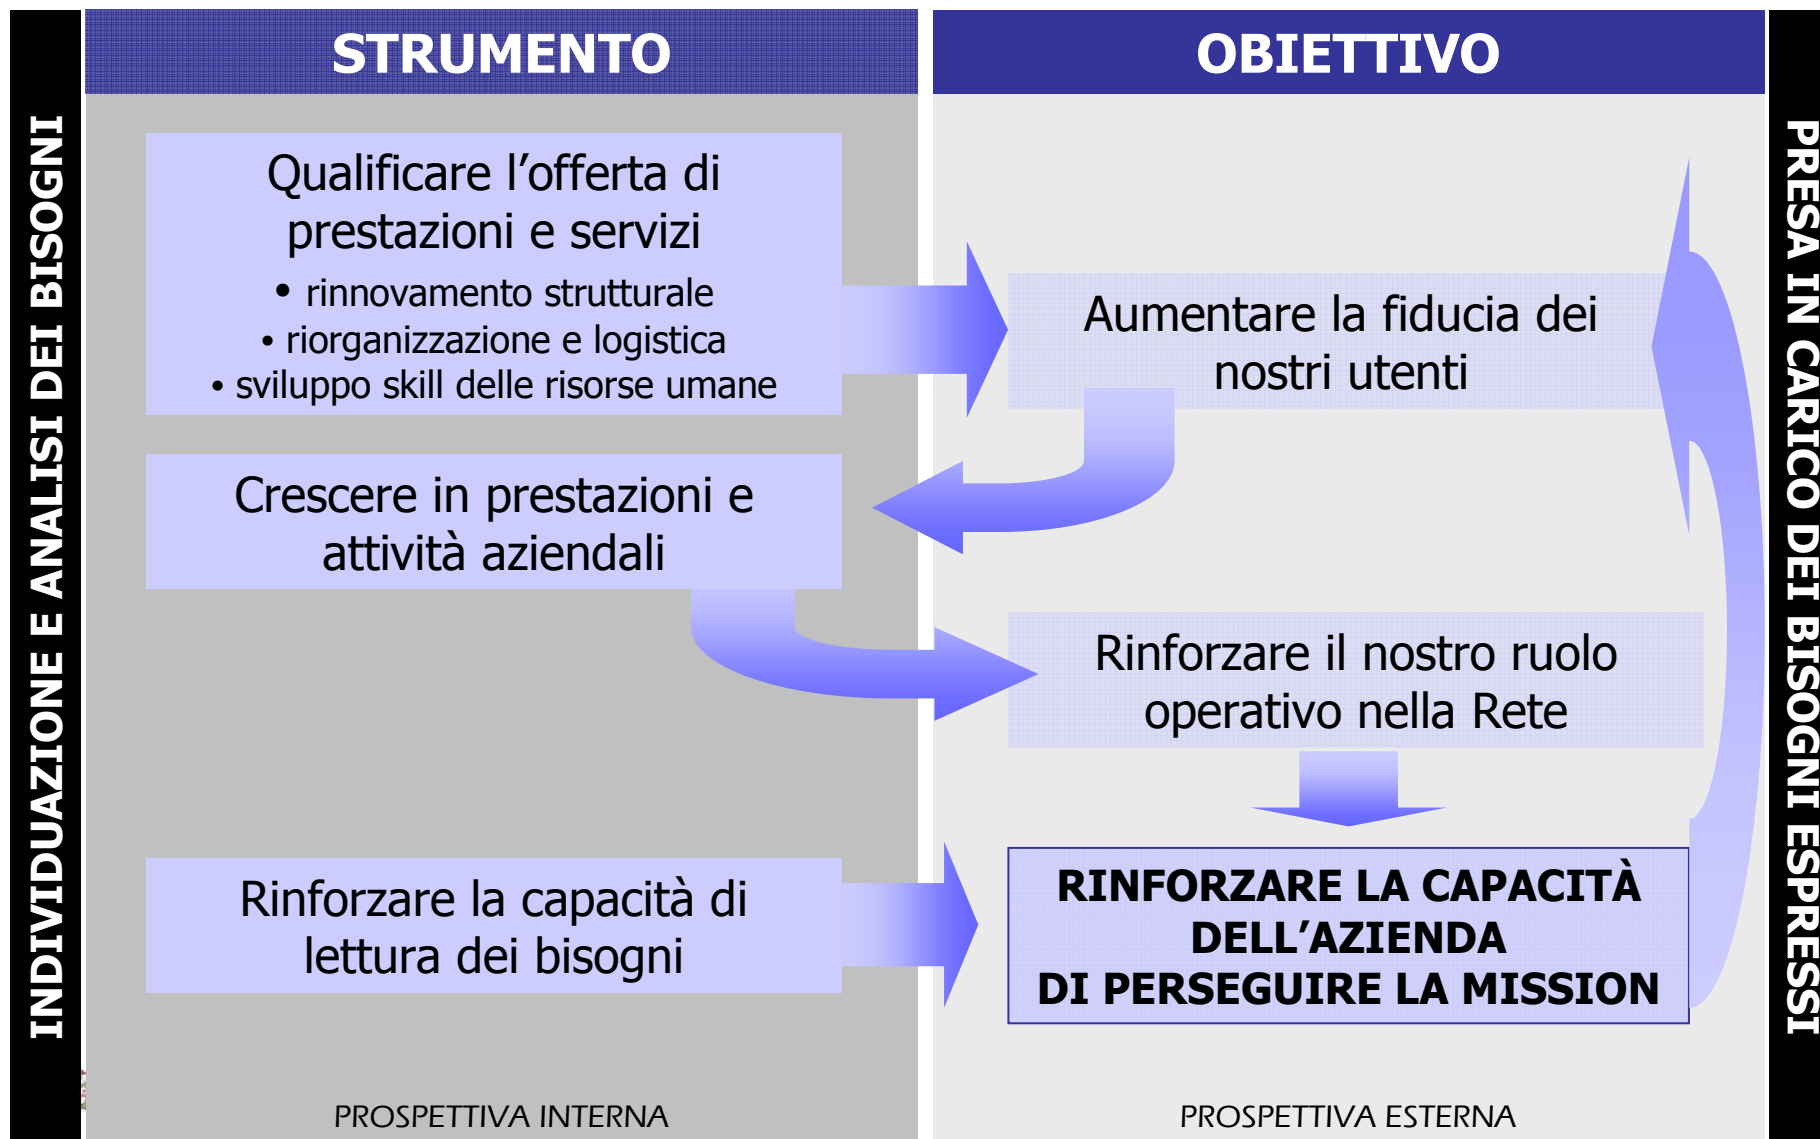 INDIVIDUAZIONE E ANALISI DEI BISOGNI
STRUMENTO
Qualificare l’offerta di
prestazioni e servizi
• rinnovamento strutturale
• riorganizzazione e logistica
• sviluppo skill delle risorse umane
Crescere in prestazioni e
attività aziendali
Rinforzare la capacità di
lettura dei bisogni
PROSPETTIVA INTERNA
OBIETTIVO
Aumentare la fiducia dei
nostri utenti
Rinforzare il nostro ruolo
operativo nella Rete
RINFORZARE LA CAPACITÀ
DELL’AZIENDA
DI PERSEGUIRE LA MISSION
PROSPETTIVA ESTERNA
PRESA IN CARICO DEI BISOGNI ESPRESSI